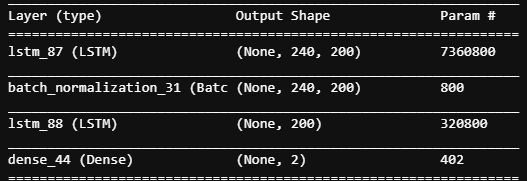 Layer (type) Output Shape Param #
=================================================================
lstm_87 (LSTM) (None, 240, 200) 7360800
_________________________________________________________________
batch_normalization_31 (Batc (None, 240, 200) 800
_________________________________________________________________
lstm_88 (LSTM) (None, 200) 320800
_________________________________________________________________
dense_44 (Dense) (None, 2) 402
=================================================================